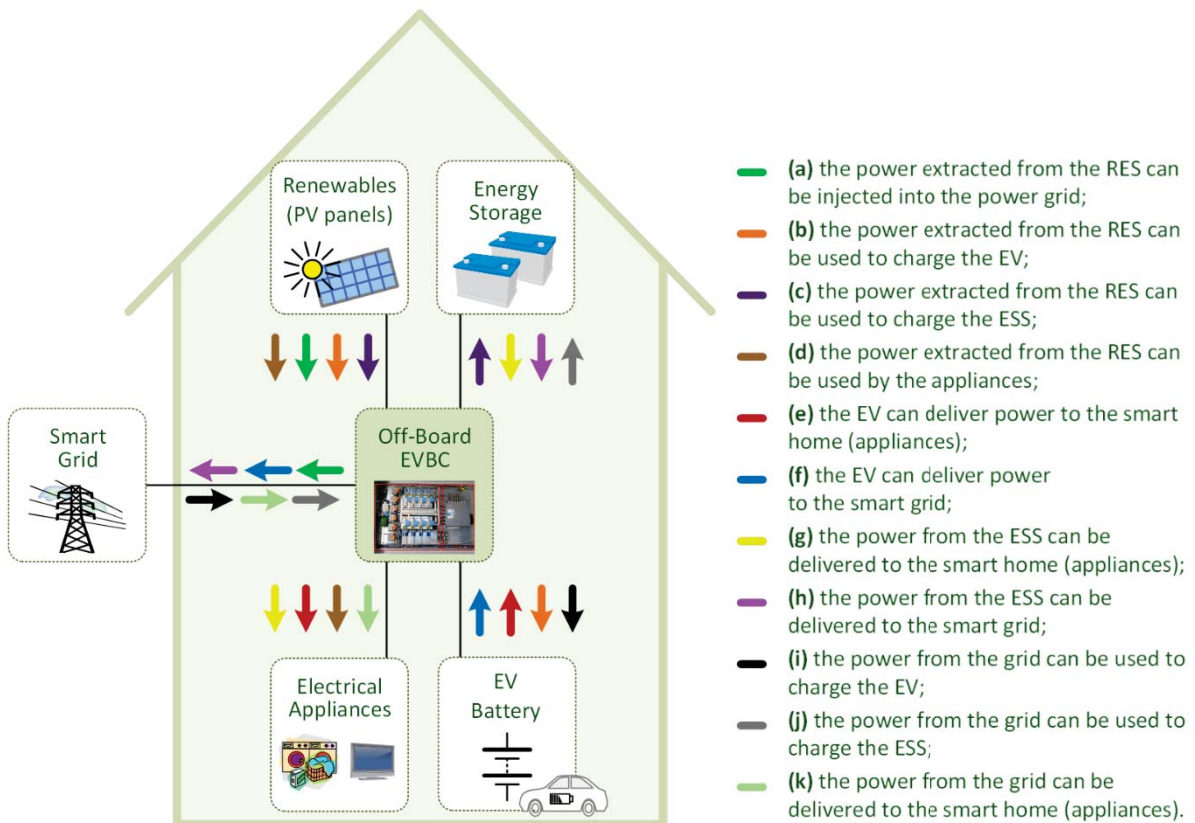 Renewables
(PV panels)
Energy
Storage
Smart
Grid
Off-Board
EVBC
Electrical
Appliances
EV
Battery
(a) the power extracted from the RES can
be injected into the power grid;
(b) the power extracted from the RES can
be used to charge the EV;
(c) the power extracted from the RES can
be used to charge the ESS;
(d) the power extracted from the RES can
be used by the appliances;
(e) the EV can deliver power to the smart
home (appliances);
(f) the EV can deliver power
to the smart grid;
(g) the power from the ESS can be
delivered to the smart home (appliances);
(h) the power from the ESS can be
delivered to the smart grid;
(i) the power from the grid can be used to
charge the EV;
(j) the power from the grid can be used to
charge the ESS;
(k) the power from the grid can be
delivered to the smart home (appliances).